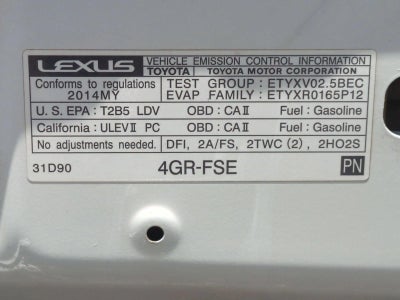 LEXUS VEHICLE EMISSION CONTROL INFORMATION
TOYOTA TOYOTA MOTOR CORPORATION
Conforms to regulations TEST GROUP : ETYXV02.5BEC
2014MY EVAP FAMILY : ETYXR0165P12
U.S. EPA : T2B5 LDV OBD : CAⅡ Fuel : Gasoline
California : ULEVⅡ PC OBD : CAⅡ Fuel : Gasoline
No adjustments needed. DFI, 2A/FS, 2TWC (2), 2HO2S
31D90 4GR-FSE PN